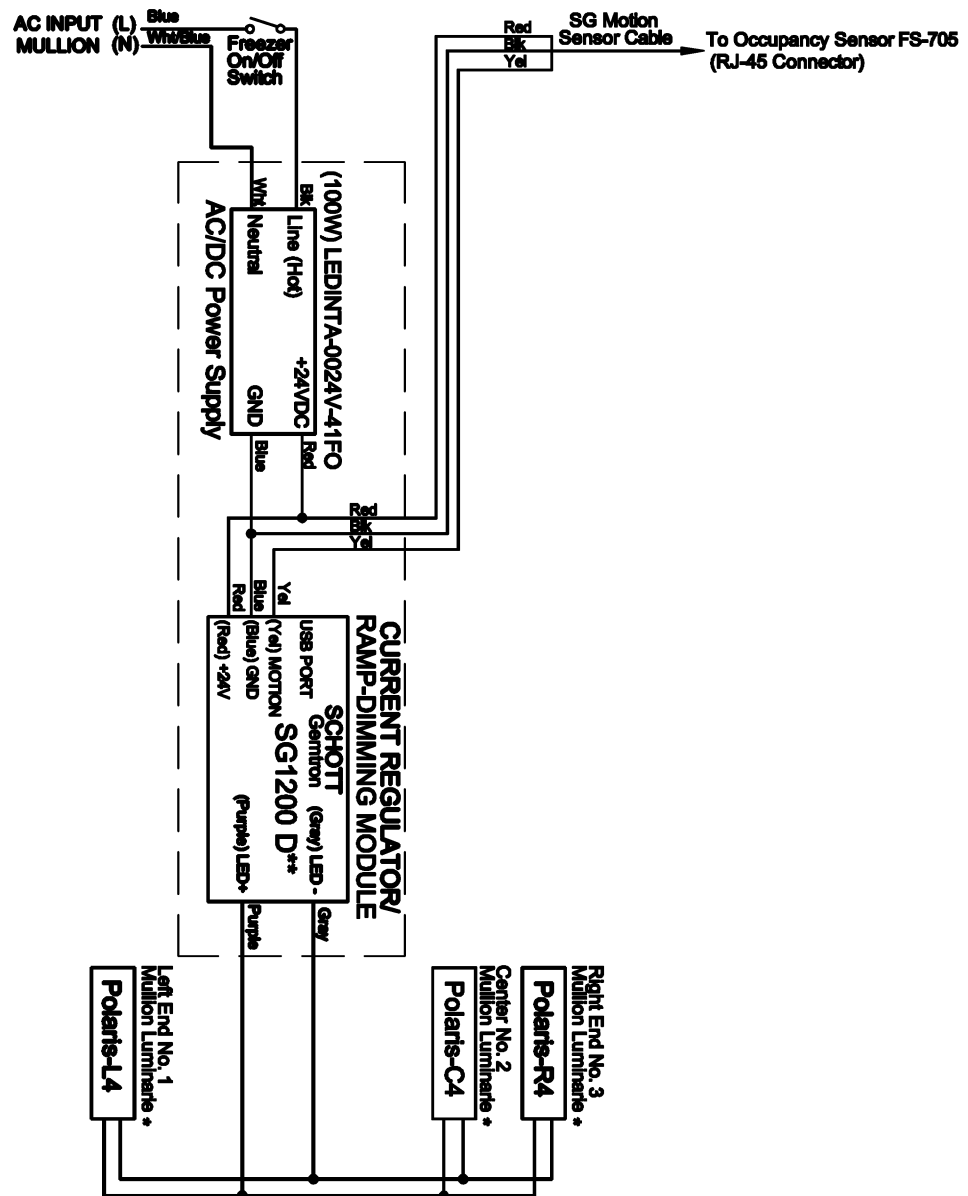 AC INPUT (L)
MULLION (N)
Blue
Wht/Blue
Freezer
On/Off
Switch
Red
Blk
Yel
SG Motion
Sensor Cable
To Occupancy Sensor FS-705
(RJ-45 Connector)
Wht
Blk
Neutral
Line (Hot)
GND
+24VDC
(100W) LEDINTA-0024V-41FO
AC/DC Power Supply
Blue
Red
Red
Blk
Yel
Red
Blue
Yel
(Red) +24V
(Blue) GND
(Yel) MOTION
USB PORT
SCHOTT
Gemtron
SG1200 D**
(Gray) LED -
(Purple) LED+
CURRENT REGULATOR/
RAMP-DIMMING MODULE
Purple
Gray
Left End No. 1
Mullion Luminarie *
Polaris-L4
Center No. 2
Mullion Luminarie *
Polaris-C4
Right End No. 3
Mullion Luminarie *
Polaris-R4